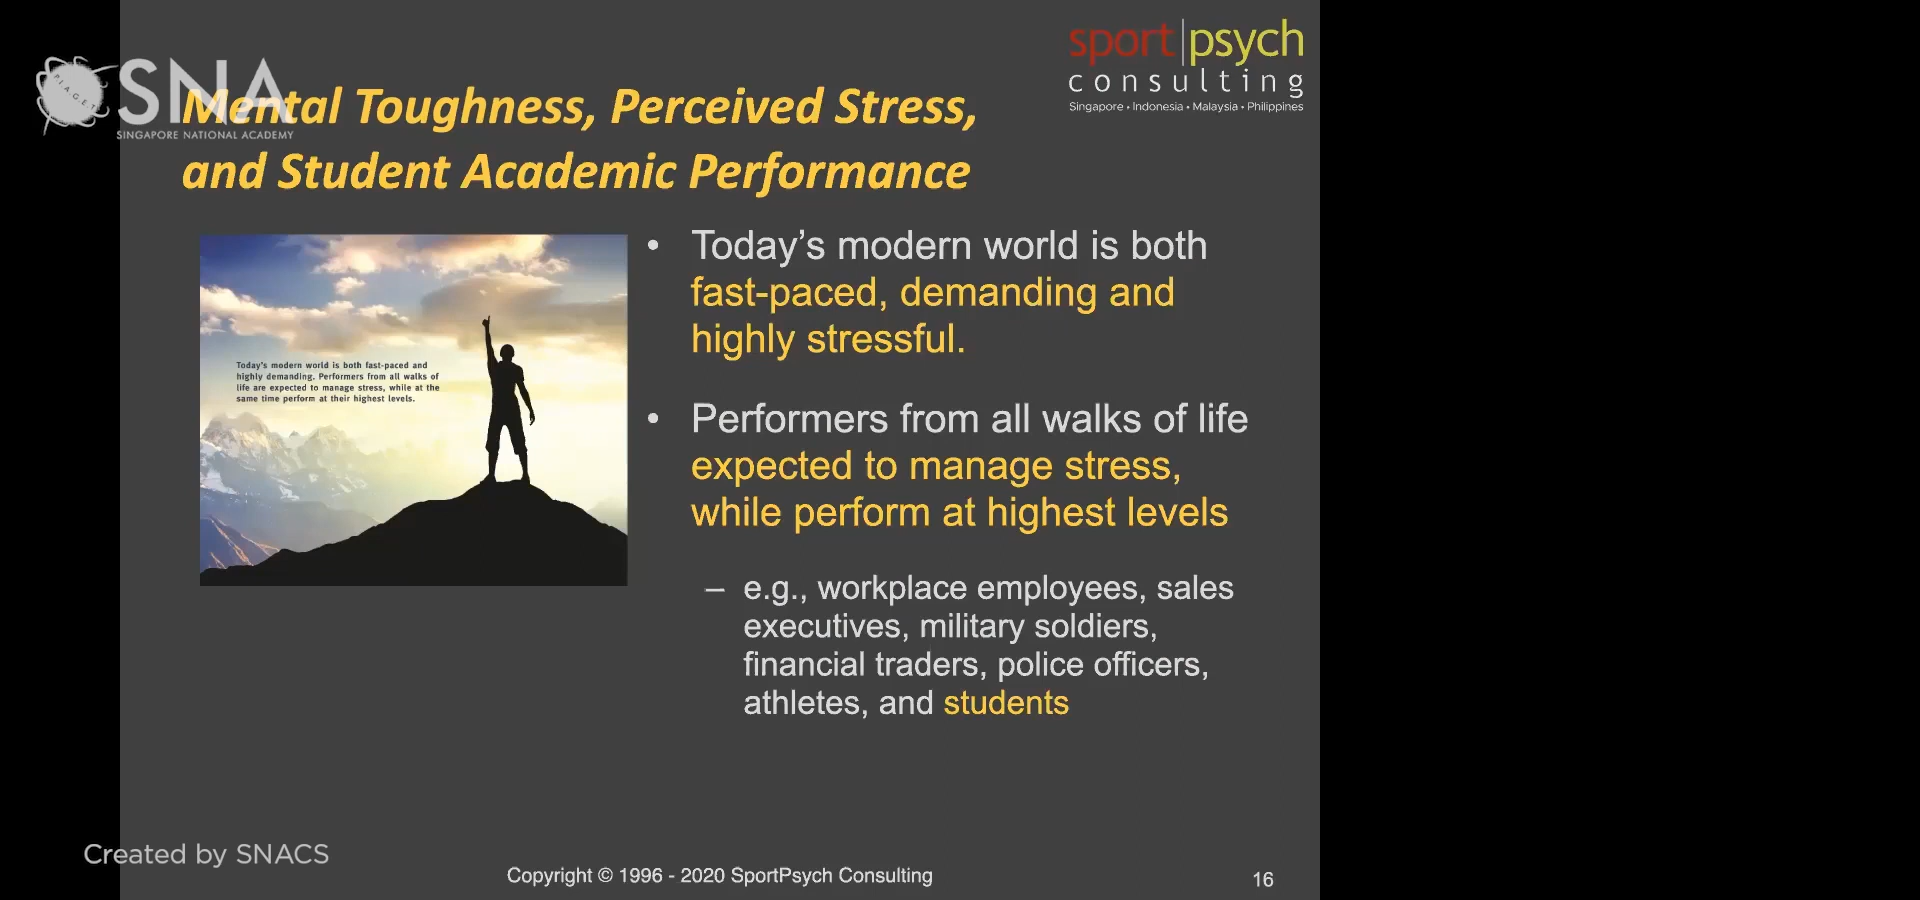 SNA
SINGAPORE NATIONAL ACADEMY
PIAGET
sport|psych
consulting
Singapore • Indonesia • Malaysia • Philippines
Mental Toughness, Perceived Stress,
and Student Academic Performance
Today's modern world is both fast-paced and
highly demanding. Performers from all walks of
life are expected to manage stress, while at the
same time perform at their highest levels.
• Today’s modern world is both
fast-paced, demanding and
highly stressful.
• Performers from all walks of life
expected to manage stress,
while perform at highest levels
– e.g., workplace employees, sales
executives, military soldiers,
financial traders, police officers,
athletes, and students
Created by SNACS
Copyright © 1996 - 2020 SportPsych Consulting
16